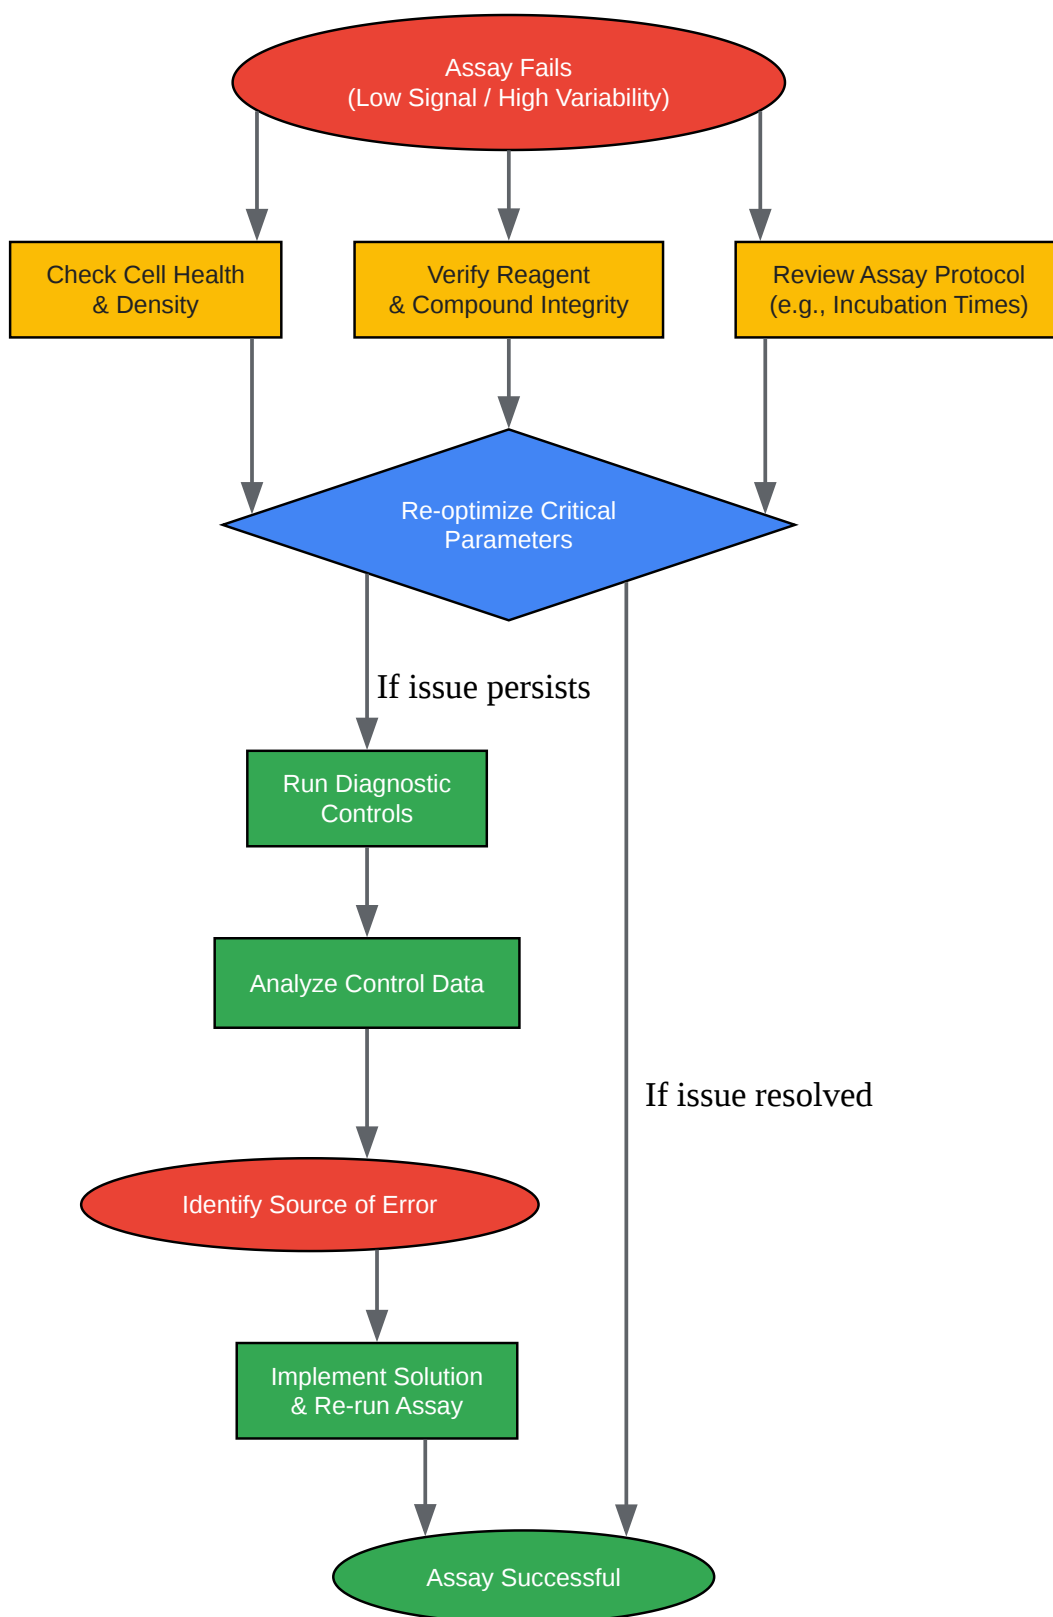 Assay Fails
(Low Signal / High Variability)
Check Cell Health
& Density
Verify Reagent
& Compound Integrity
Review Assay Protocol
(e.g., Incubation Times)
Re-optimize Critical
Parameters
If issue persists
Run Diagnostic
Controls
Analyze Control Data
If issue resolved
Identify Source of Error
Implement Solution
& Re-run Assay
Assay Successful